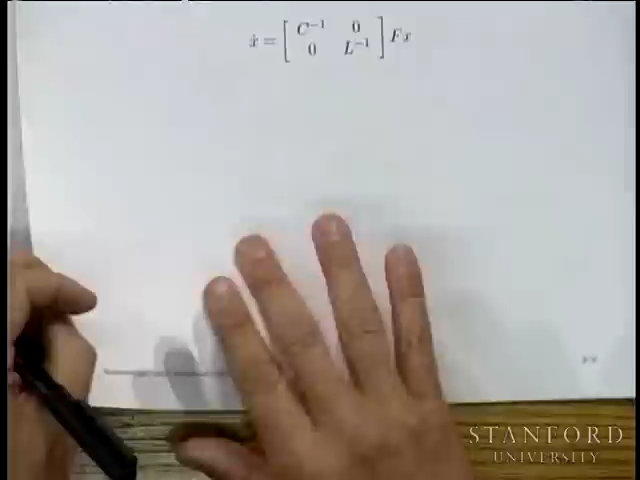 ẋ = [ C⁻¹ 0 ; 0 L⁻¹ ] Fx
STANFORD
UNIVERSITY